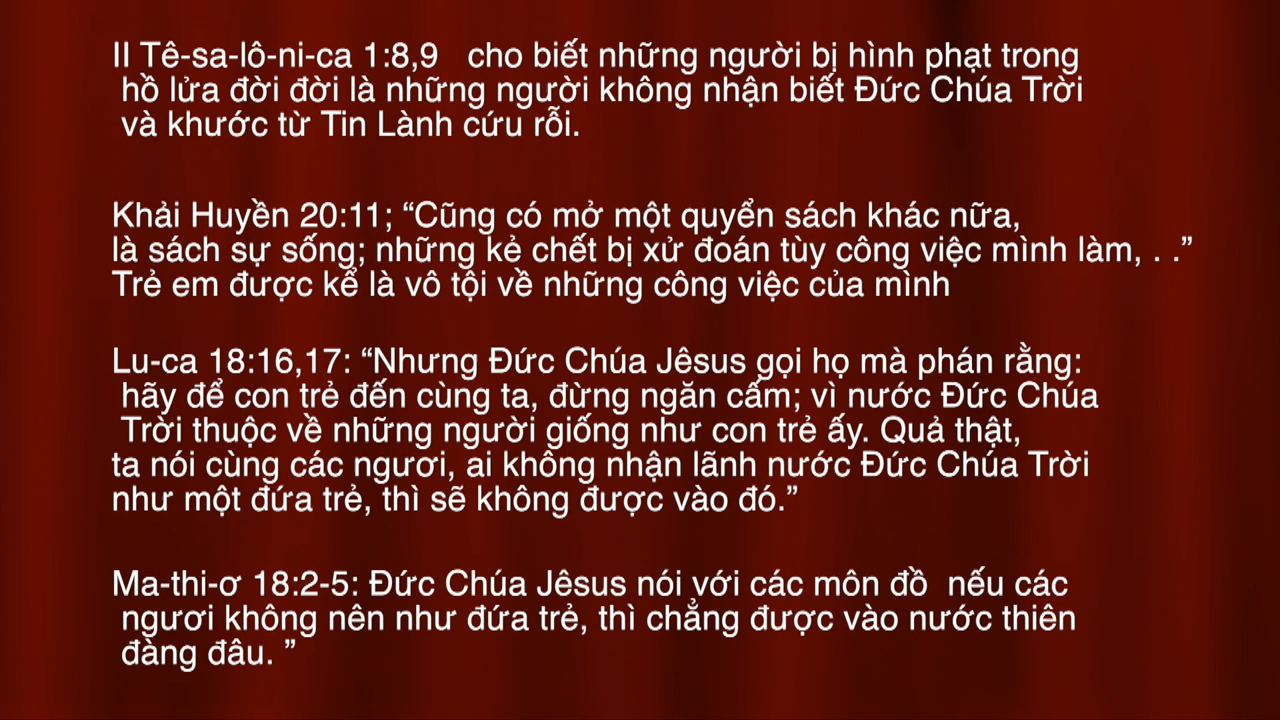 II Tê-sa-lô-ni-ca 1:8,9 cho biết những người bị hình phạt trong
hồ lửa đời đời là những người không nhận biết Đức Chúa Trời
và khước từ Tin Lành cứu rỗi.
Khải Huyền 20:11; “Cũng có mở một quyển sách khác nữa,
là sách sự sống; những kẻ chết bị xử đoán tùy công việc mình làm, . .”
Trẻ em được kể là vô tội về những công việc của mình
Lu-ca 18:16,17: “Nhưng Đức Chúa Jêsus gọi họ mà phán rằng:
hãy để con trẻ đến cùng ta, đừng ngăn cấm; vì nước Đức Chúa
Trời thuộc về những người giống như con trẻ ấy. Quả thật,
ta nói cùng các ngươi, ai không nhận lãnh nước Đức Chúa Trời
như một đứa trẻ, thì sẽ không được vào đó.”
Ma-thi-ơ 18:2-5: Đức Chúa Jêsus nói với các môn đồ nếu các
ngươi không nên như đứa trẻ, thì chẳng được vào nước thiên
đàng đâu. ”